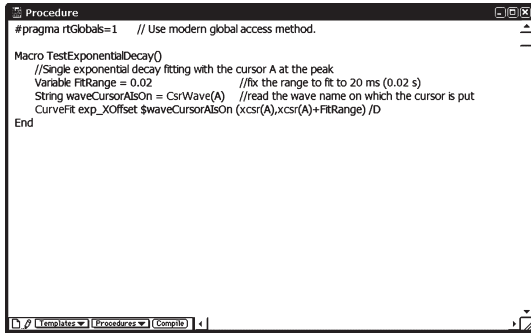 Procedure
#pragma rtGlobals=1 // Use modern global access method.
Macro TestExponentialDecay()
//Single exponential decay fitting with the cursor A at the peak
Variable FitRange = 0.02 //fix the range to fit to 20 ms (0.02 s)
String waveCursorAIsOn = CsrWave(A) //read the wave name on which the cursor is put
CurveFit exp_XOffset $waveCursorAIsOn (xcsr(A),xcsr(A)+FitRange) /D
End
Templates Procedures Compile